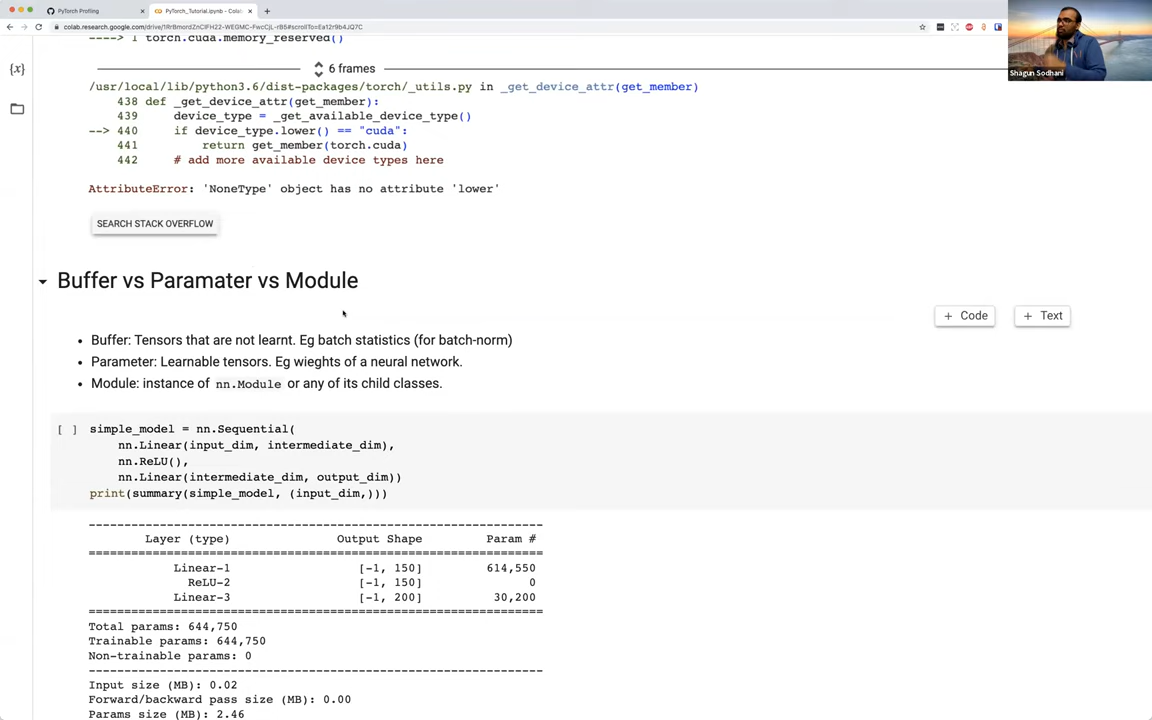 PyTorch Profiling
PyTorch_Tutorial.ipynb - Colab
torch.cuda.memory_reserved()
6 frames
/usr/local/lib/python3.6/dist-packages/torch/_utils.py in _get_device_attr(get_member)
438 def _get_device_attr(get_member):
439 device_type = _get_available_device_type()
--> 440 if device_type.lower() == "cuda":
441 return get_member(torch.cuda)
442 # add more available device types here
AttributeError: 'NoneType' object has no attribute 'lower'
SEARCH STACK OVERFLOW
Buffer vs Paramater vs Module
+ Code + Text
• Buffer: Tensors that are not learnt. Eg batch statistics (for batch-norm)
• Parameter: Learnable tensors. Eg wieghts of a neural network.
• Module: instance of nn.Module or any of its child classes.
[ ] simple_model = nn.Sequential(
nn.Linear(input_dim, intermediate_dim),
nn.ReLU(),
nn.Linear(intermediate_dim, output_dim))
print(summary(simple_model, (input_dim,)))
----------------------------------------------------------------
Layer (type) Output Shape Param #
================================================================
Linear-1 [-1, 150] 614,550
ReLU-2 [-1, 150] 0
Linear-3 [-1, 200] 30,200
================================================================
Total params: 644,750
Trainable params: 644,750
Non-trainable params: 0
----------------------------------------------------------------
Input size (MB): 0.02
Forward/backward pass size (MB): 0.00
Params size (MB): 2.46
{x}
Shagun Sodhani